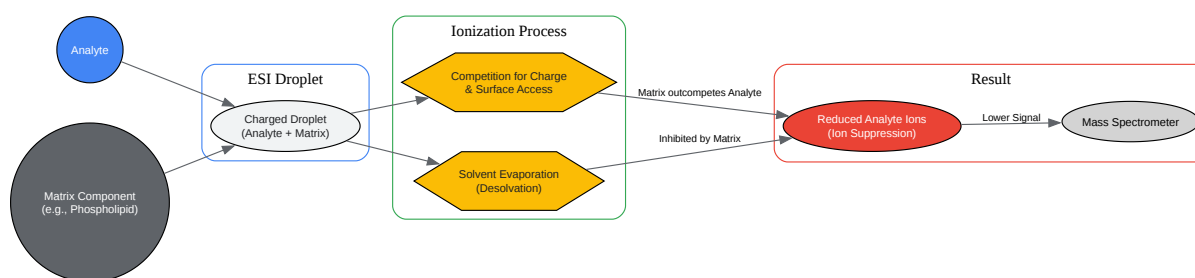 Analyte
Matrix Component
(e.g., Phospholipid)
ESI Droplet
Charged Droplet
(Analyte + Matrix)
Ionization Process
Competition for Charge
& Surface Access
Solvent Evaporation
(Desolvation)
Matrix outcompetes Analyte
Inhibited by Matrix
Result
Reduced Analyte Ions
(Ion Suppression)
Lower Signal
Mass Spectrometer